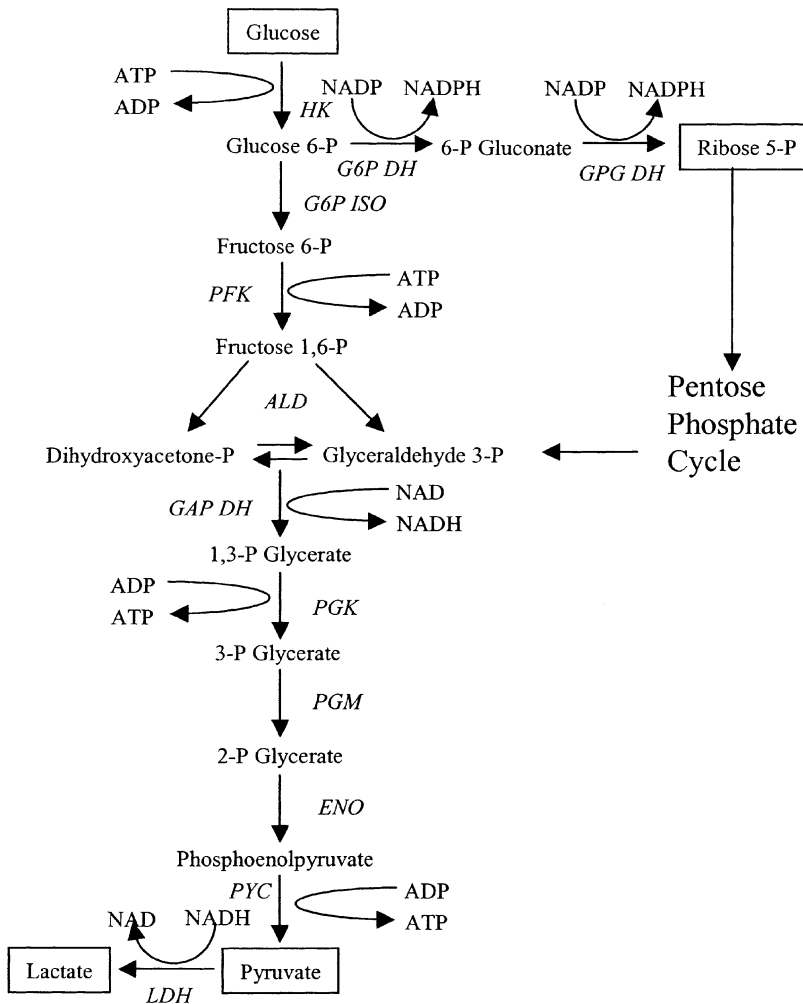 Glucose
ATP
ADP
HK
NADP
NADPH
NADP
NADPH
Glucose 6-P
G6P DH
6-P Gluconate
GPG DH
Ribose 5-P
G6P ISO
Fructose 6-P
PFK
ATP
ADP
Fructose 1,6-P
ALD
Pentose
Phosphate
Cycle
Dihydroxyacetone-P
Glyceraldehyde 3-P
GAP DH
NAD
NADH
1,3-P Glycerate
ADP
ATP
PGK
3-P Glycerate
PGM
2-P Glycerate
ENO
Phosphoenolpyruvate
PYC
ADP
ATP
NAD
NADH
Lactate
LDH
Pyruvate